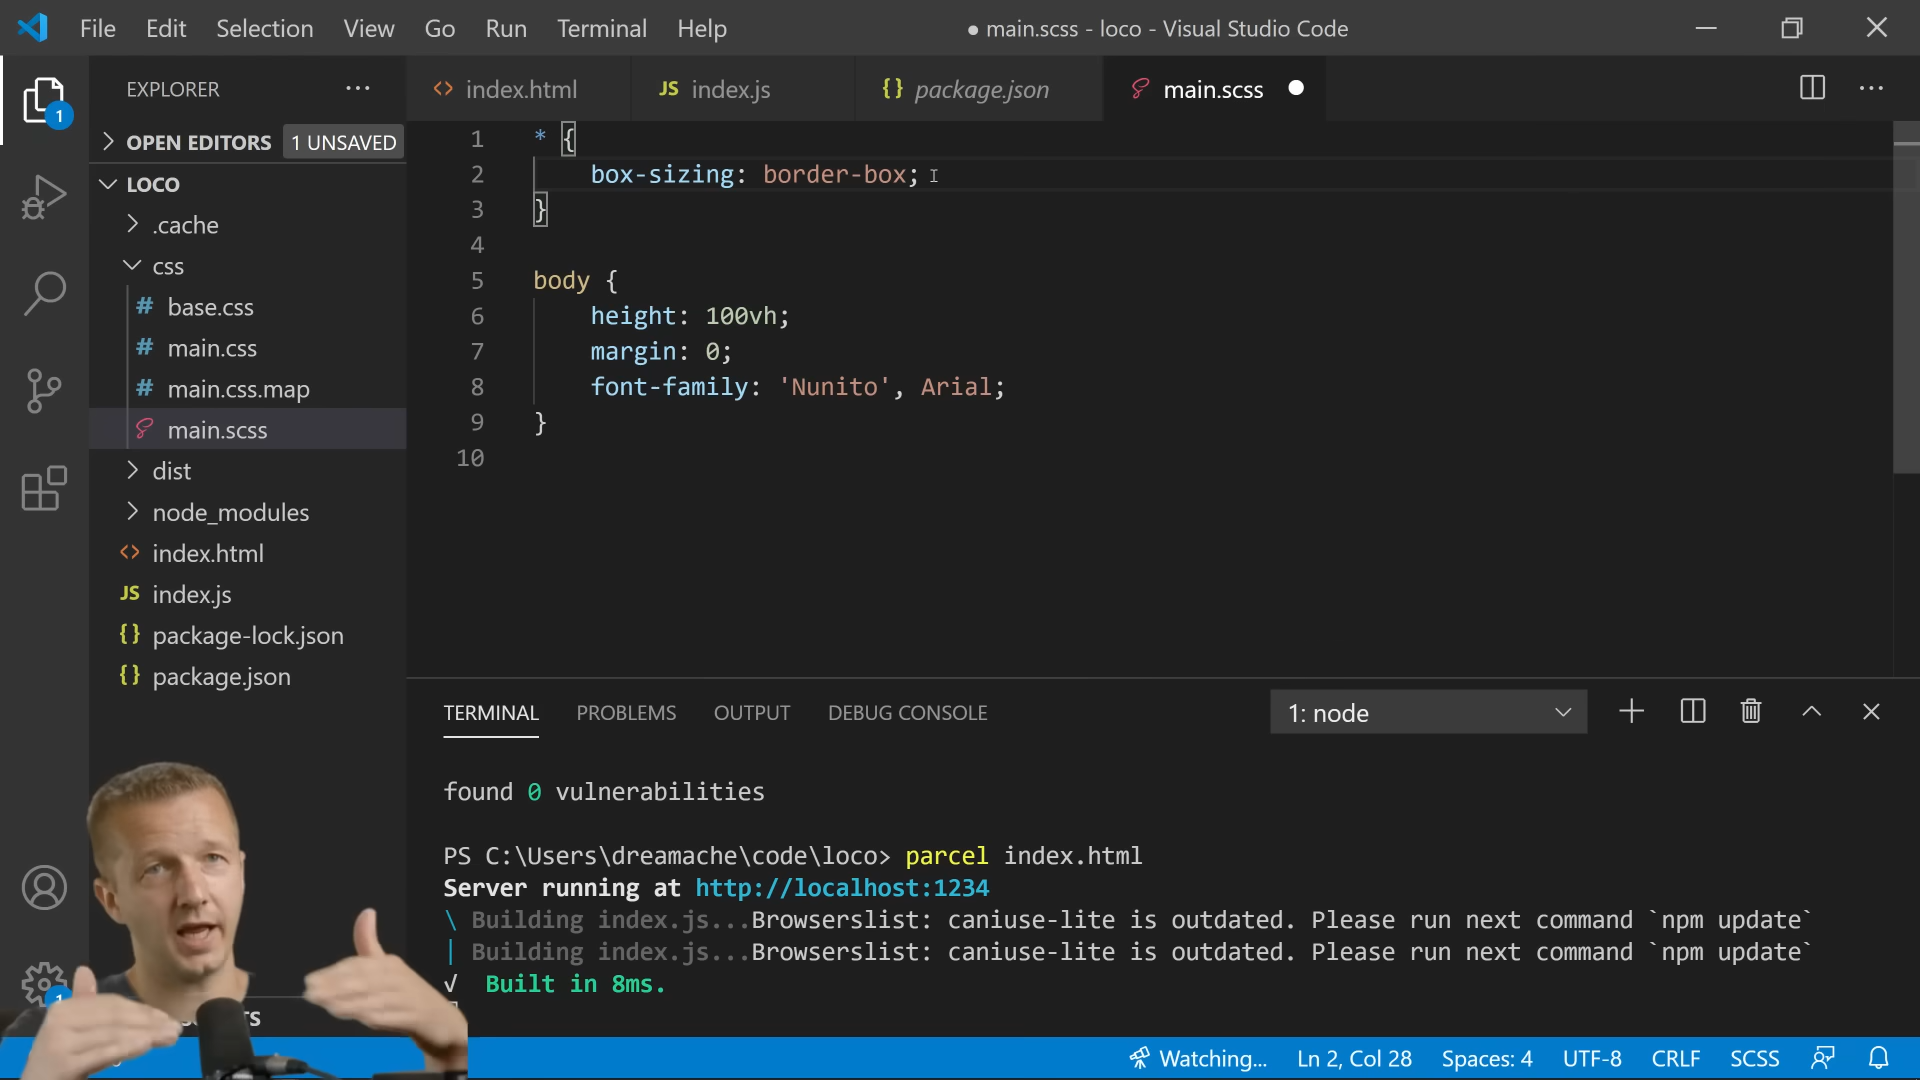 File Edit Selection View Go Run Terminal Help
● main.scss - loco - Visual Studio Code
EXPLORER
1
OPEN EDITORS 1 UNSAVED
LOCO
.cache
css
# base.css
# main.css
# main.css.map
main.scss
dist
node_modules
<> index.html
JS index.js
{} package-lock.json
{} package.json
<> index.html
JS index.js
{} package.json
main.scss ●
1 * {
2 box-sizing: border-box;
3 }
4
5 body {
6 height: 100vh;
7 margin: 0;
8 font-family: 'Nunito', Arial;
9 }
10
TERMINAL PROBLEMS OUTPUT DEBUG CONSOLE 1: node
found 0 vulnerabilities
PS C:\Users\dreamache\code\loco> parcel index.html
Server running at http://localhost:1234
\ Building index.js...Browserslist: caniuse-lite is outdated. Please run next command `npm update`
| Building index.js...Browserslist: caniuse-lite is outdated. Please run next command `npm update`
√ Built in 8ms.
1
Watching... Ln 2, Col 28 Spaces: 4 UTF-8 CRLF SCSS